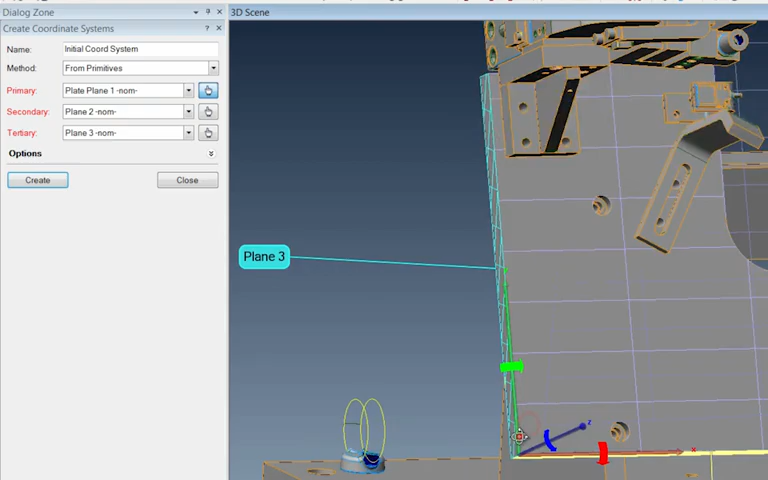 Dialog Zone
3D Scene
Create Coordinate Systems
?
Name: Initial Coord System
Method: From Primitives
Primary: Plate Plane 1 -nom-
Secondary: Plane 2 -nom-
Tertiary: Plane 3 -nom-
Options
Create Close
Plane 3
z
x